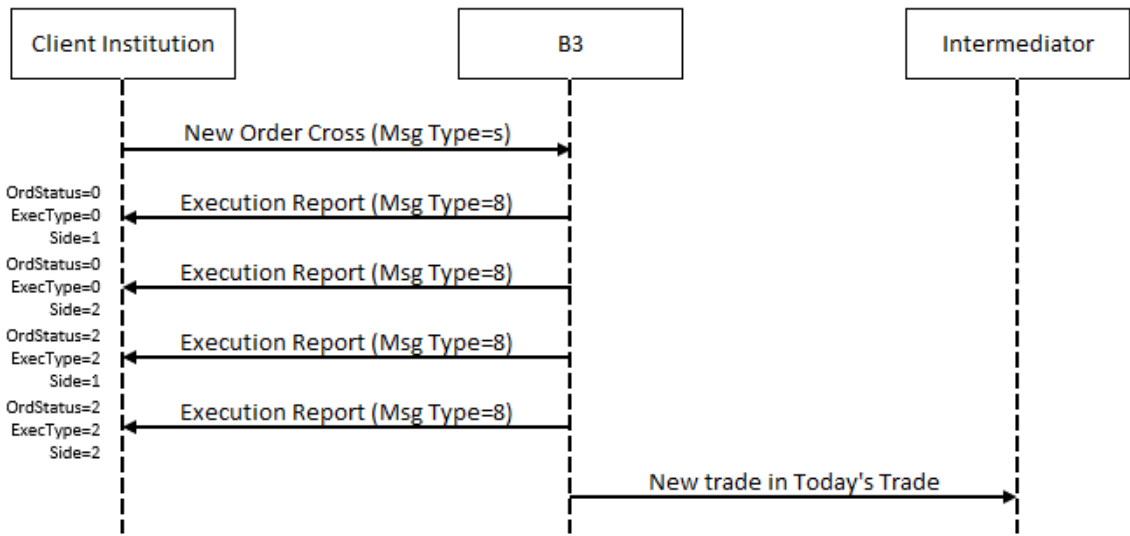 Client Institution
B3
Intermediator
New Order Cross (Msg Type=s)
OrdStatus=0
ExecType=0
Side=1
Execution Report (Msg Type=8)
OrdStatus=0
ExecType=0
Side=2
Execution Report (Msg Type=8)
OrdStatus=2
ExecType=2
Side=1
Execution Report (Msg Type=8)
OrdStatus=2
ExecType=2
Side=2
Execution Report (Msg Type=8)
New trade in Today's Trade